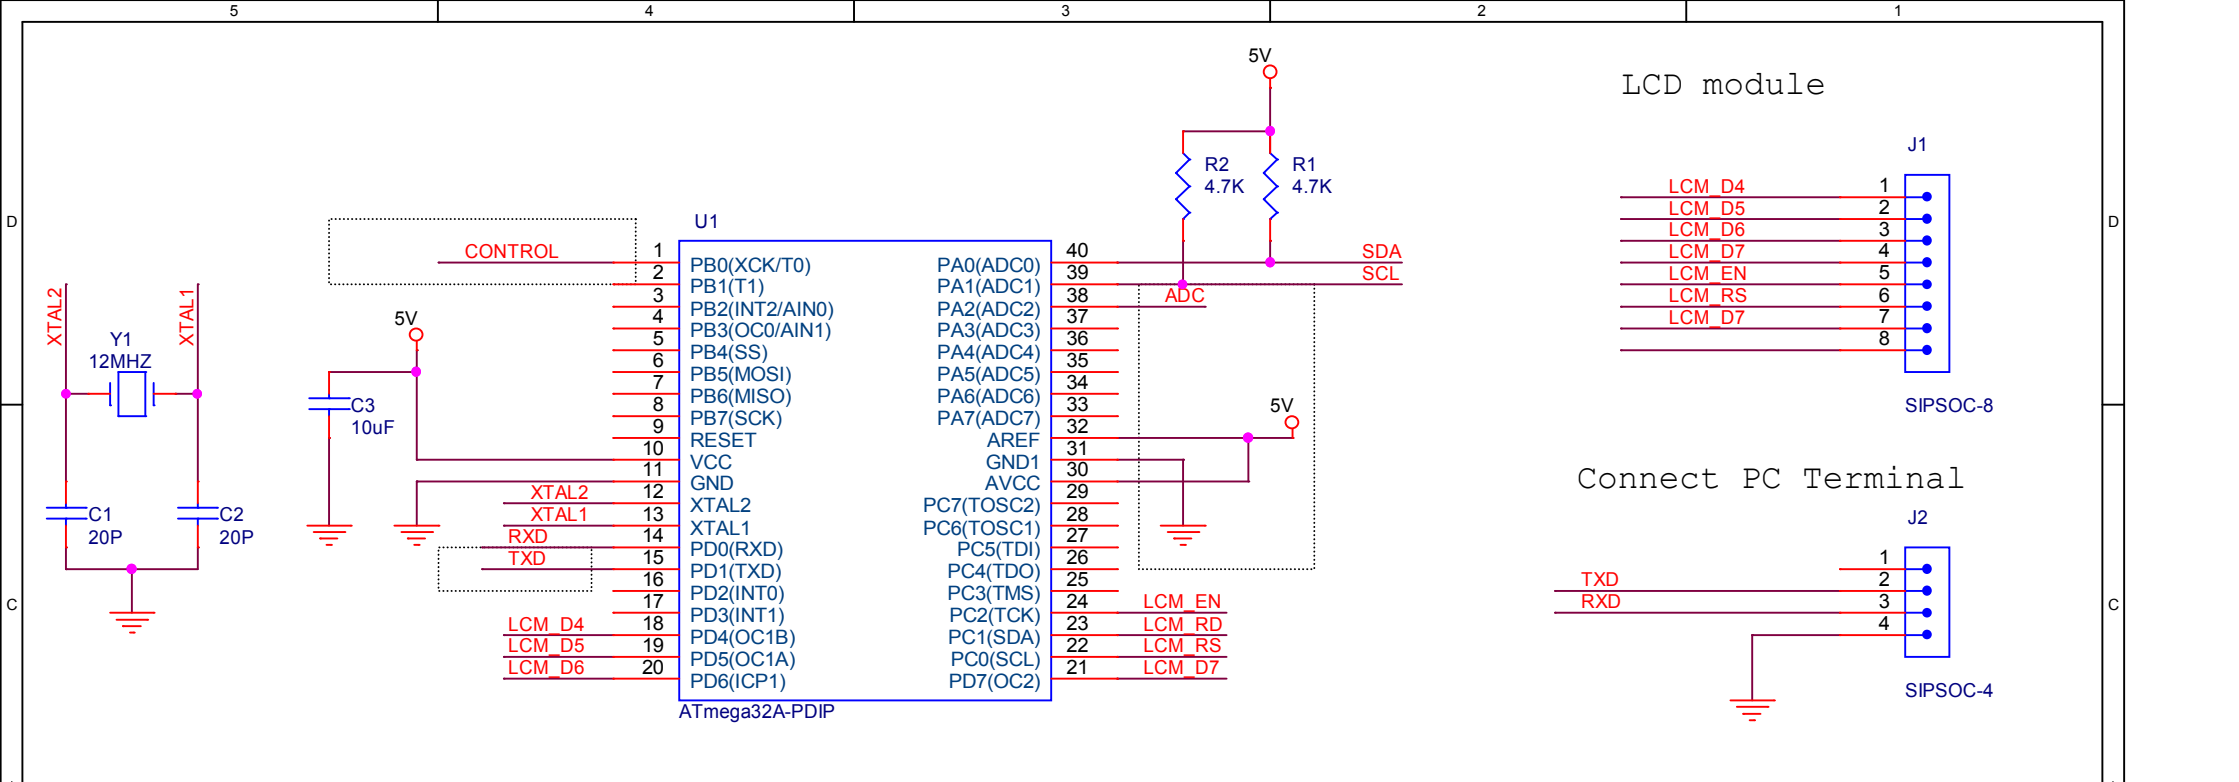 5 4 3 2 1
D
C
D
C
XTAL2
XTAL1
Y1
12MHZ
C1
20P
C2
20P
5V
C3
10uF
CONTROL
U1
1 PB0(XCK/T0)
2 PB1(T1)
3 PB2(INT2/AIN0)
4 PB3(OC0/AIN1)
5 PB4(SS)
6 PB5(MOSI)
7 PB6(MISO)
8 PB7(SCK)
9 RESET
10 VCC
11 GND
XTAL2 12 XTAL2
XTAL1 13 XTAL1
RXD 14 PD0(RXD)
TXD 15 PD1(TXD)
16 PD2(INT0)
17 PD3(INT1)
LCM_D4 18 PD4(OC1B)
LCM_D5 19 PD5(OC1A)
LCM_D6 20 PD6(ICP1)
ATmega32A-PDIP
PA0(ADC0) 40 SDA
PA1(ADC1) 39 SCL
PA2(ADC2) 38 ADC
PA3(ADC3) 37
PA4(ADC4) 36
PA5(ADC5) 35
PA6(ADC6) 34
PA7(ADC7) 33
AREF 32
GND1 31
AVCC 30
PC7(TOSC2) 29
PC6(TOSC1) 28
PC5(TDI) 27
PC4(TDO) 26
PC3(TMS) 25
PC2(TCK) 24 LCM_EN
PC1(SDA) 23 LCM_RD
PC0(SCL) 22 LCM_RS
PD7(OC2) 21 LCM_D7
5V
R2
4.7K
R1
4.7K
5V
LCD module
J1
LCM_D4 1
LCM_D5 2
LCM_D6 3
LCM_D7 4
LCM_EN 5
LCM_RS 6
LCM_D7 7
8
SIPSOC-8
Connect PC Terminal
J2
1
TXD 2
RXD 3
4
SIPSOC-4